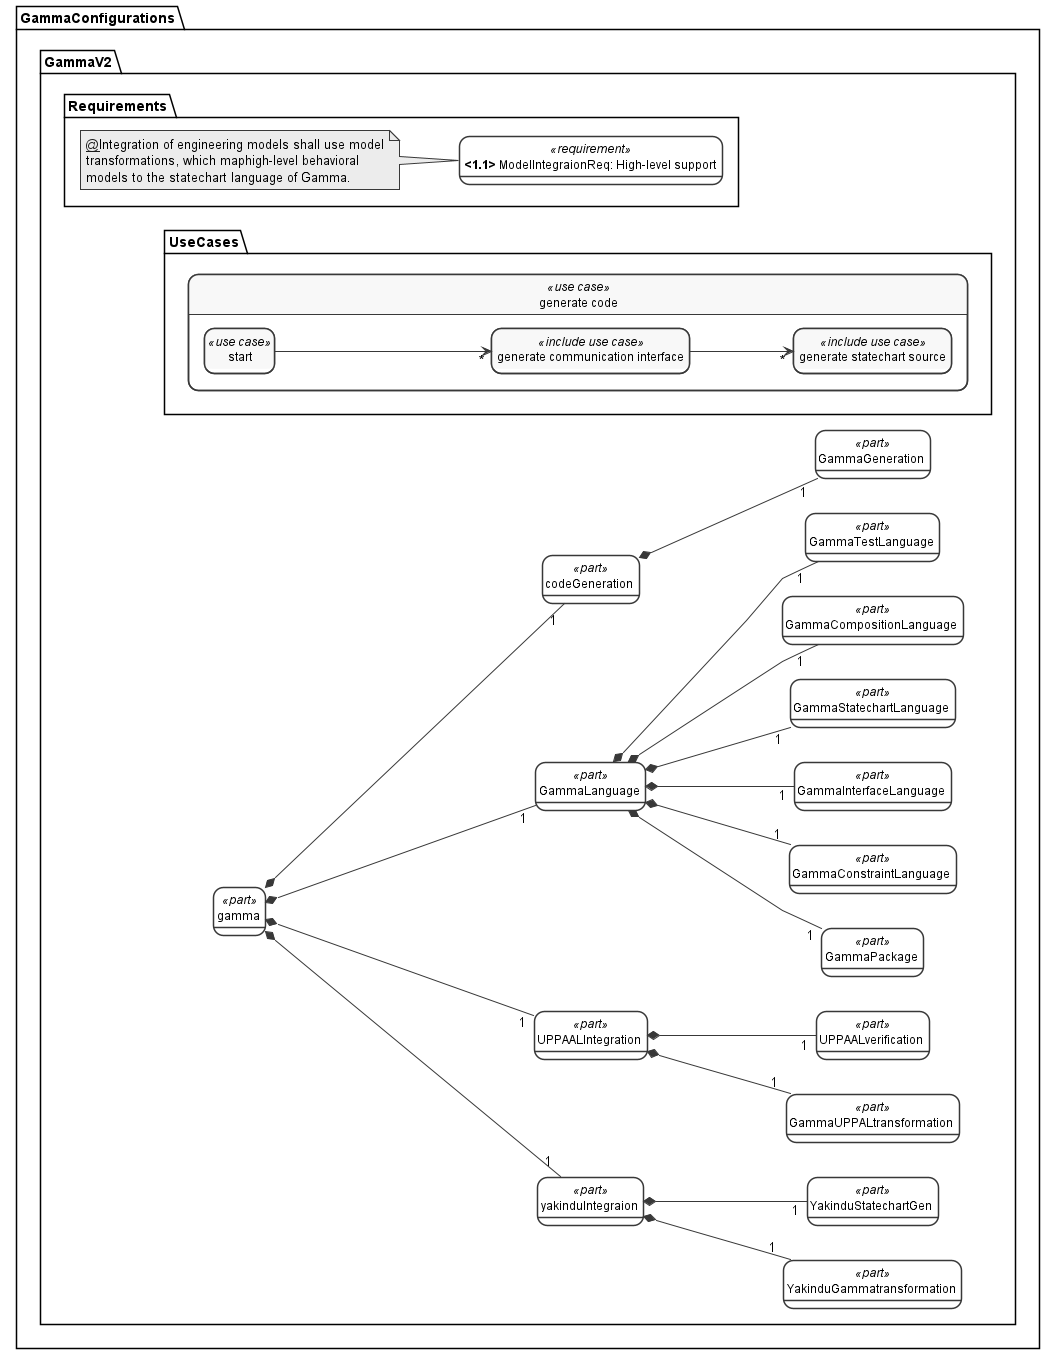 GammaConfigurations
GammaV2
Requirements
@Integration of engineering models shall use model
transformations, which maphigh-level behavioral
models to the statechart language of Gamma.
«requirement»
<1.1> ModelIntegraionReq: High-level support
UseCases
«use case»
generate code
«use case»
start
*
«include use case»
generate communication interface
*
«include use case»
generate statechart source
«part»
GammaGeneration
1
«part»
GammaTestLanguage
1
«part»
codeGeneration
1
«part»
GammaCompositionLanguage
1
«part»
GammaStatechartLanguage
1
«part»
GammaLanguage
1
«part»
GammaInterfaceLanguage
1
1
«part»
GammaConstraintLanguage
«part»
gamma
1
«part»
GammaPackage
1
«part»
UPPAALIntegration
«part»
UPPAALverification
1
1
«part»
GammaUPPALtransformation
1
«part»
yakinduIntegraion
«part»
YakinduStatechartGen
1
1
«part»
YakinduGammatransformation